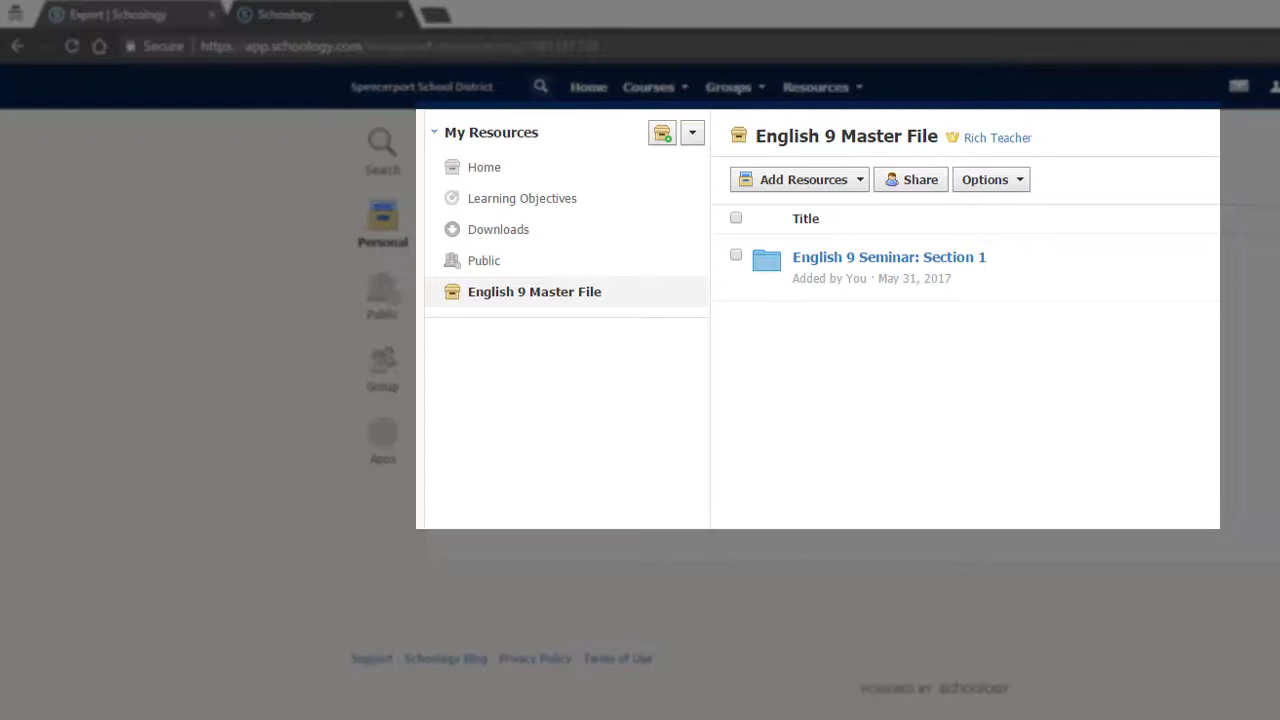 Export | Schoology
Schoology
Secure
https:
app.schoology.com
Spencerport School District
Home
Courses
Groups
Resources
Search
Personal
Public
Group
Apps
My Resources
Home
Learning Objectives
Downloads
Public
English 9 Master File
English 9 Master File
Rich Teacher
Add Resources
Share
Options
Title
English 9 Seminar: Section 1
Added by You · May 31, 2017
Support · Schoology Blog · Privacy Policy · Terms of Use
POWERED BY schoology